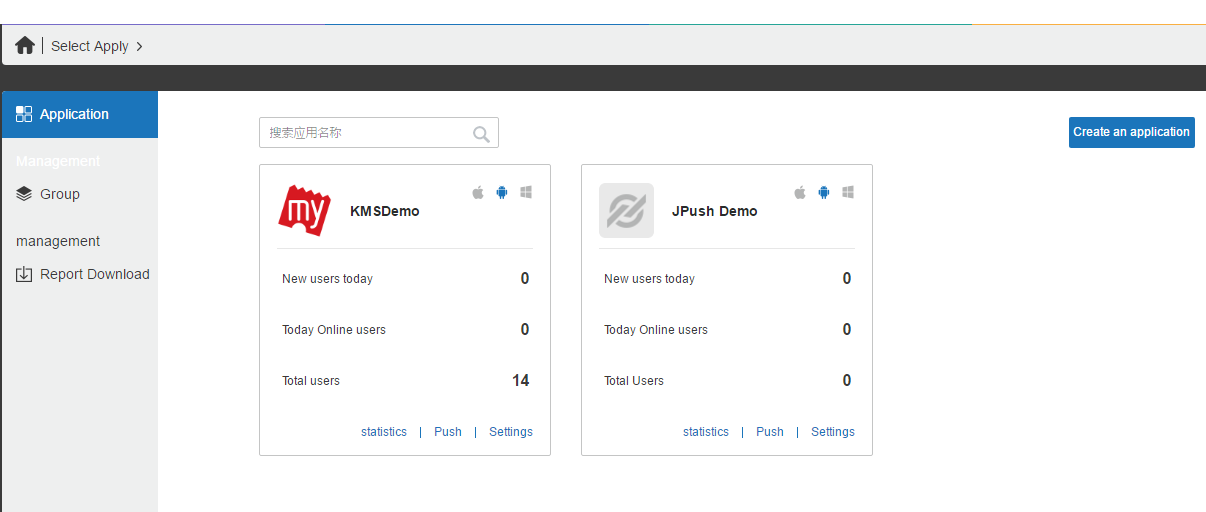 Select Apply
Application
Management
Group
management
Report Download
搜索应用名称
Create an application
my
KMSDemo
New users today 0
Today Online users 0
Total users 14
statistics | Push | Settings
JPush Demo
New users today 0
Today Online users 0
Total Users 0
statistics | Push | Settings